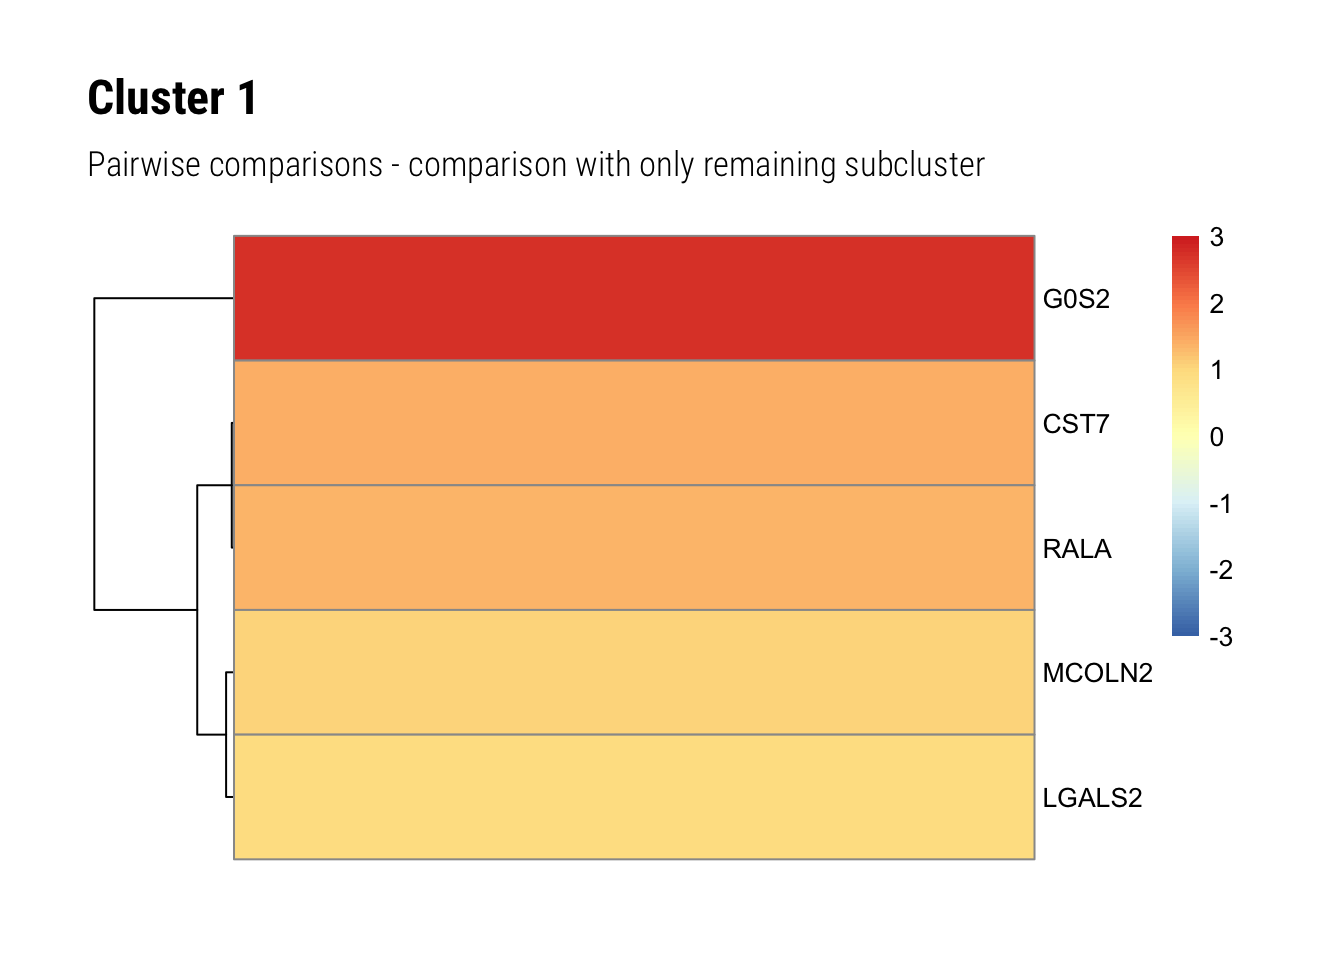 Cluster 1
Pairwise comparisons - comparison with only remaining subcluster
G0S2
CST7
RALA
MCOLN2
LGALS2
3
2
1
0
-1
-2
-3